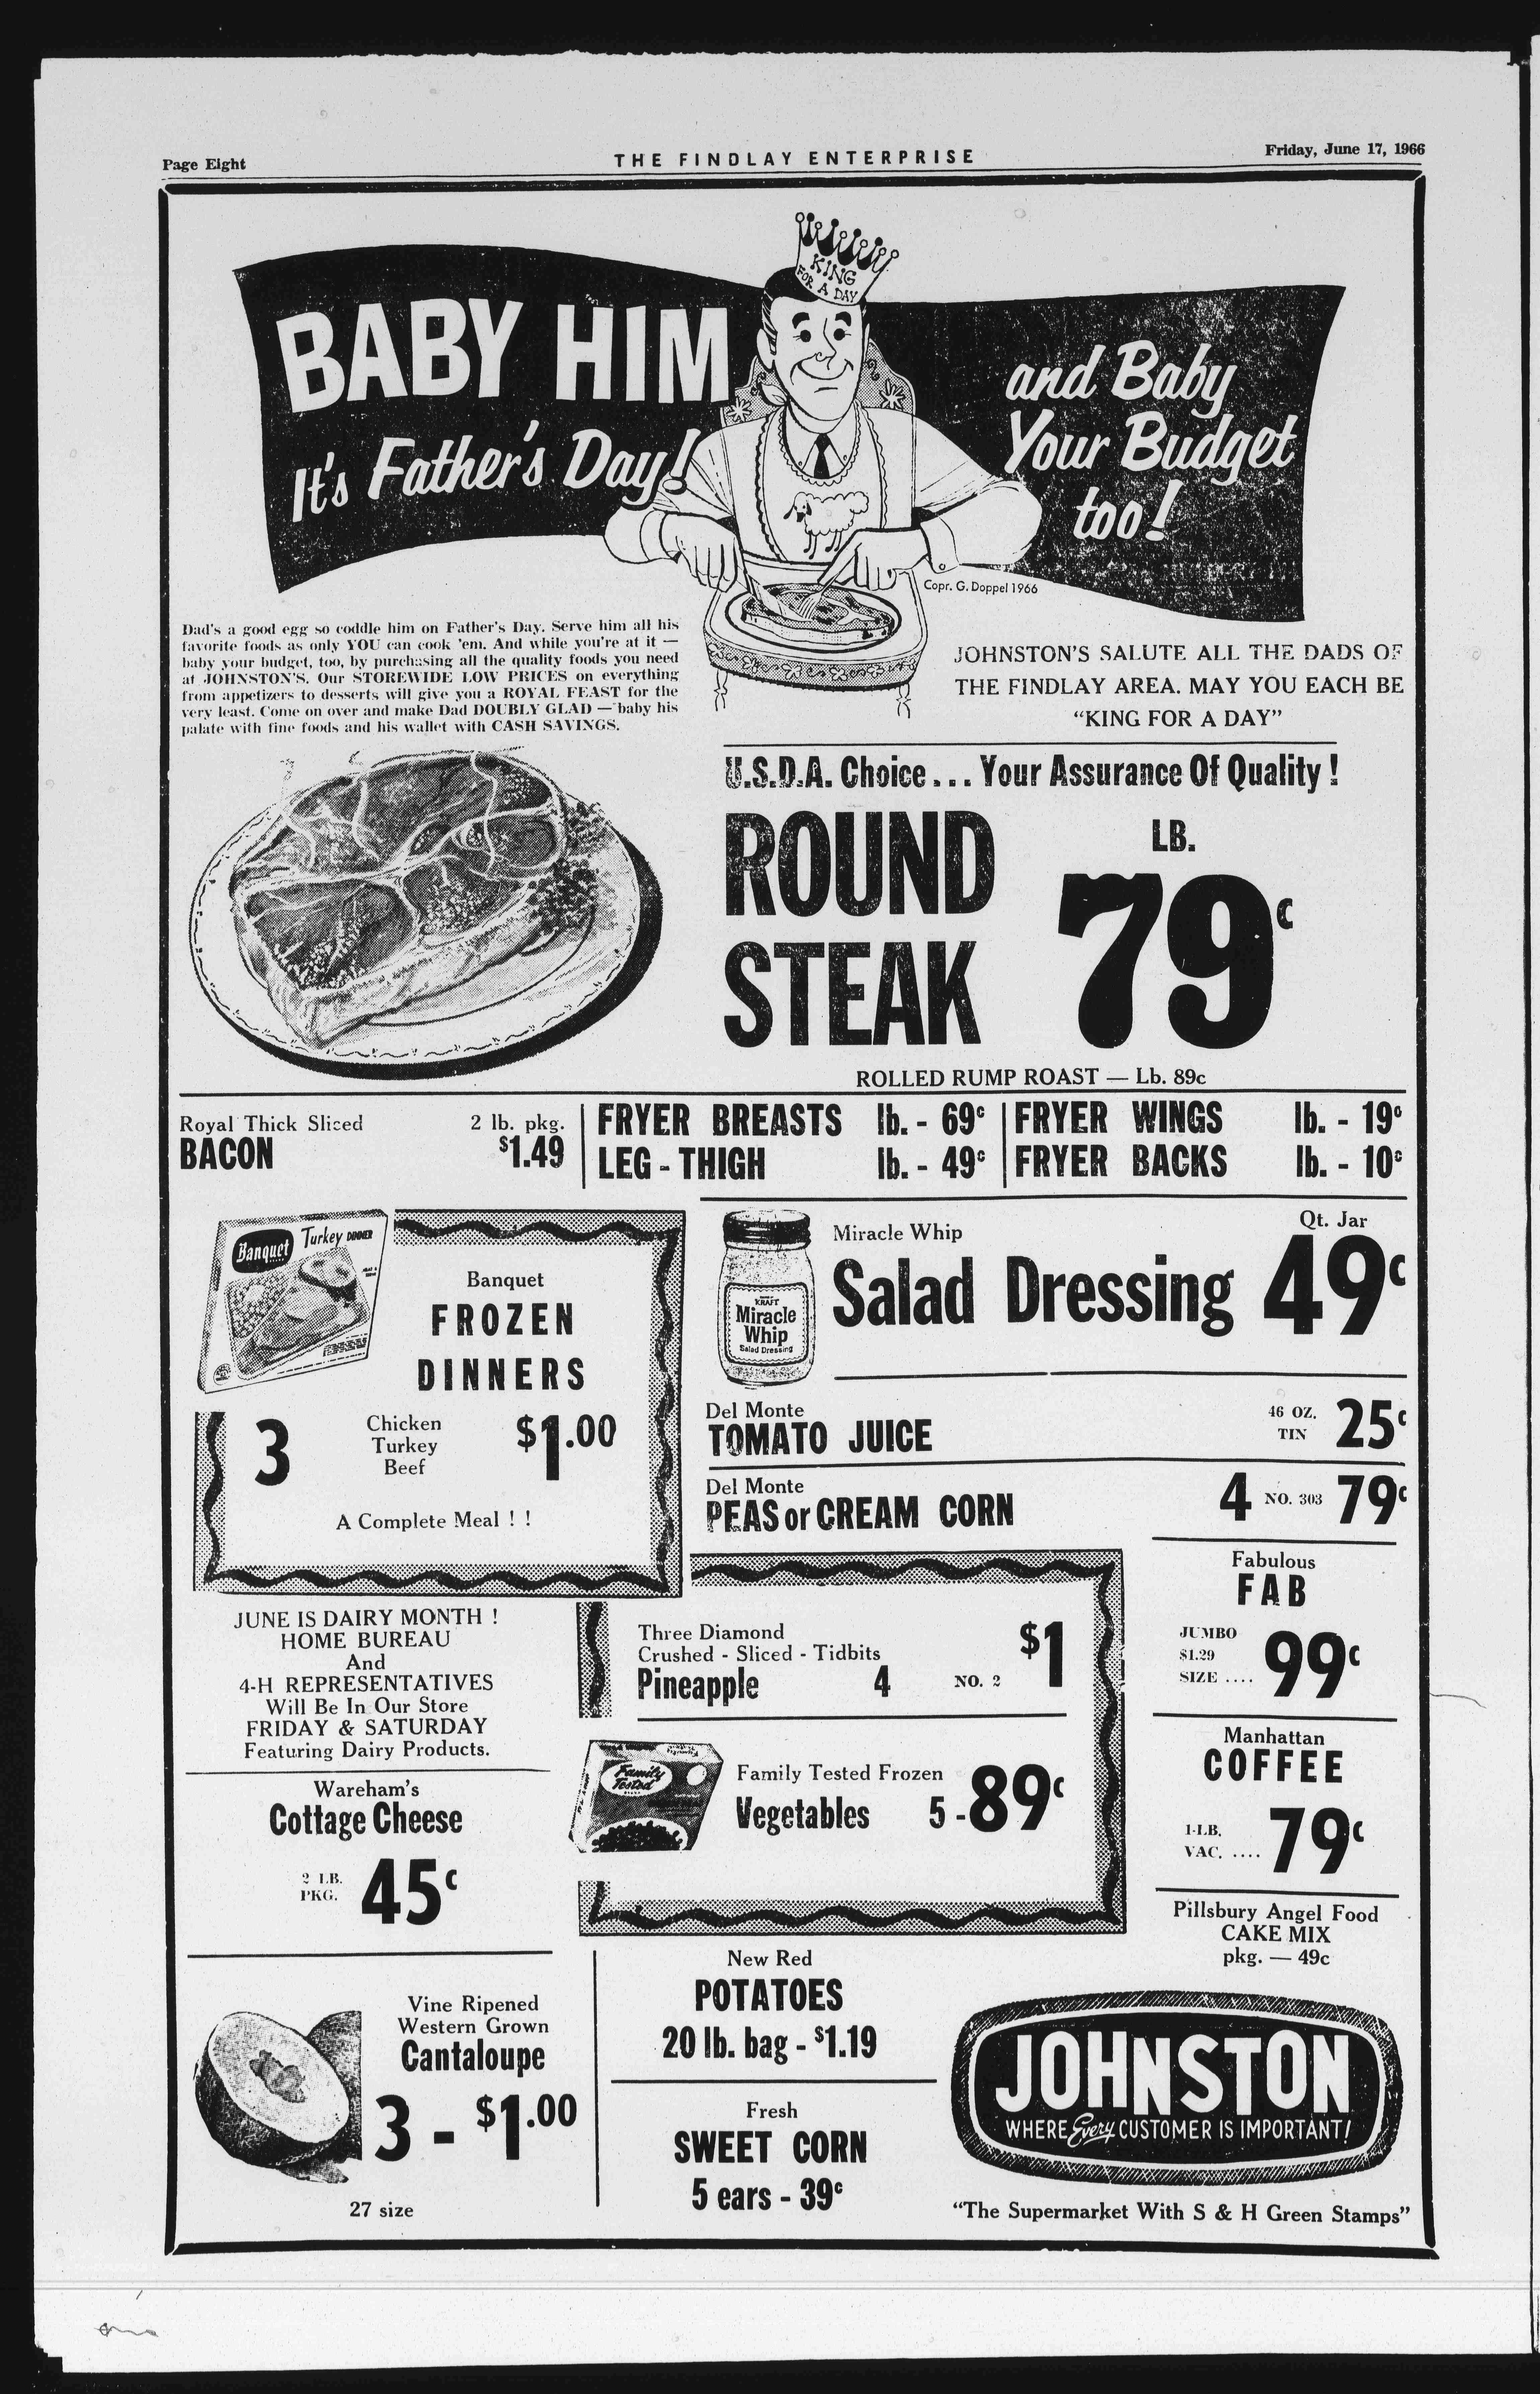 Page Eight
THE FINDLAY ENTERPRISE
Friday, June 17, 1966
KING
FOR A DAY
BABY HIM
It's Father's Day!
and Baby
Your Budget
too!
Copr. G. Doppel 1966
Dad's a good egg so coddle him on Father's Day. Serve him all his
favorite foods as only YOU can cook 'em. And while you're at it —
baby your budget, too, by purchasing all the quality foods you need
at JOHNSTON'S. Our STOREWIDE LOW PRICES on everything
from appetizers to desserts will give you a ROYAL FEAST for the
very least. Come on over and make Dad DOUBLY GLAD — baby his
palate with fine foods and his wallet with CASH SAVINGS.
JOHNSTON'S SALUTE ALL THE DADS OF
THE FINDLAY AREA. MAY YOU EACH BE
"KING FOR A DAY"
U.S.D.A. Choice . . . Your Assurance Of Quality !
ROUND
STEAK
LB.
79c
ROLLED RUMP ROAST — Lb. 89c
Royal Thick Sliced 2 lb. pkg.
BACON $1.49
FRYER BREASTS lb. - 69c
LEG - THIGH lb. - 49c
FRYER WINGS lb. - 19c
FRYER BACKS lb. - 10c
Banquet Turkey DINNER
Banquet
FROZEN
DINNERS
3
Chicken
Turkey
Beef
$1.00
A Complete Meal ! !
KRAFT
Miracle
Whip
Salad Dressing
Miracle Whip
Salad Dressing
Qt. Jar
49c
Del Monte
TOMATO JUICE
46 OZ.
TIN
25c
Del Monte
PEAS or CREAM CORN
4 NO. 303 79c
JUNE IS DAIRY MONTH !
HOME BUREAU
And
4-H REPRESENTATIVES
Will Be In Our Store
FRIDAY & SATURDAY
Featuring Dairy Products.
Wareham's
Cottage Cheese
2 LB.
PKG.
45c
Three Diamond
Crushed - Sliced - Tidbits
Pineapple 4 NO. 2 $1
Family
Tested
Family Tested Frozen
Vegetables 5 - 89c
Fabulous
FAB
JUMBO
$1.29
SIZE ....
99c
Manhattan
COFFEE
1-LB.
VAC. ....
79c
Pillsbury Angel Food
CAKE MIX
pkg. — 49c
Vine Ripened
Western Grown
Cantaloupe
3 - $1.00
27 size
New Red
POTATOES
20 lb. bag - $1.19
Fresh
SWEET CORN
5 ears - 39c
JOHNSTON
WHERE Every CUSTOMER IS IMPORTANT!
"The Supermarket With S & H Green Stamps"